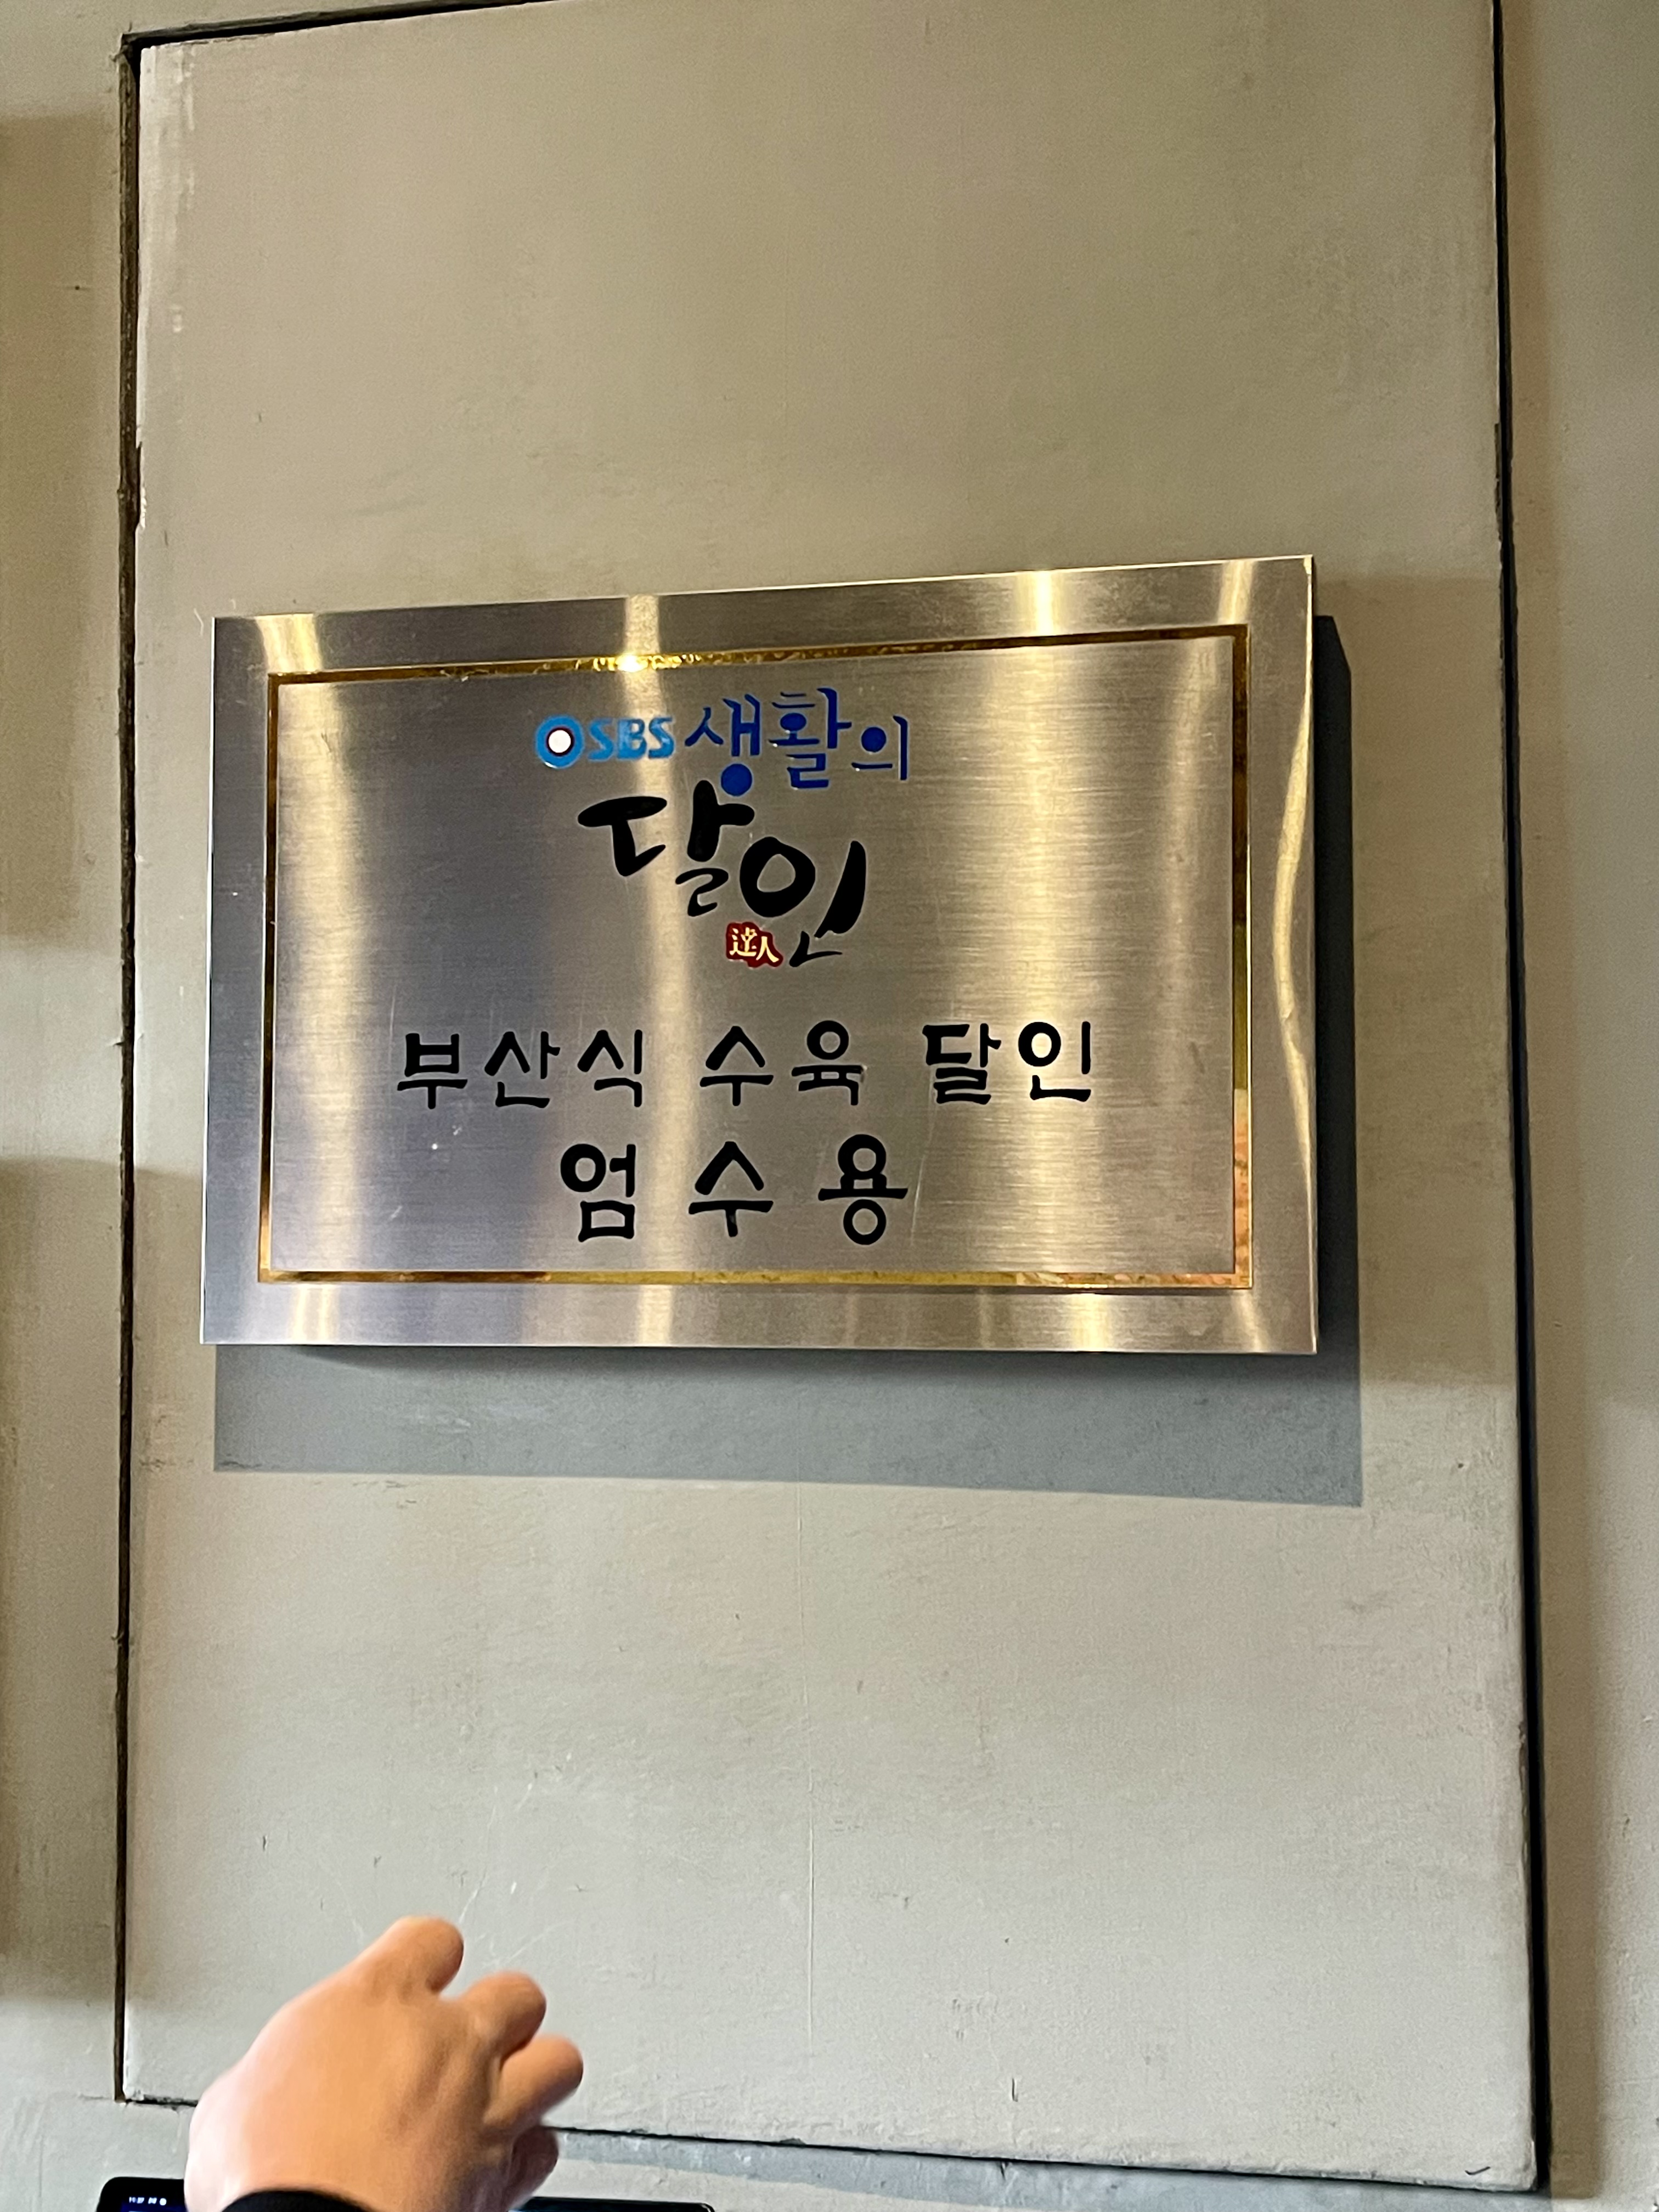 SBS 생활의
달인
達人
부산식 수육 달인
엄수용